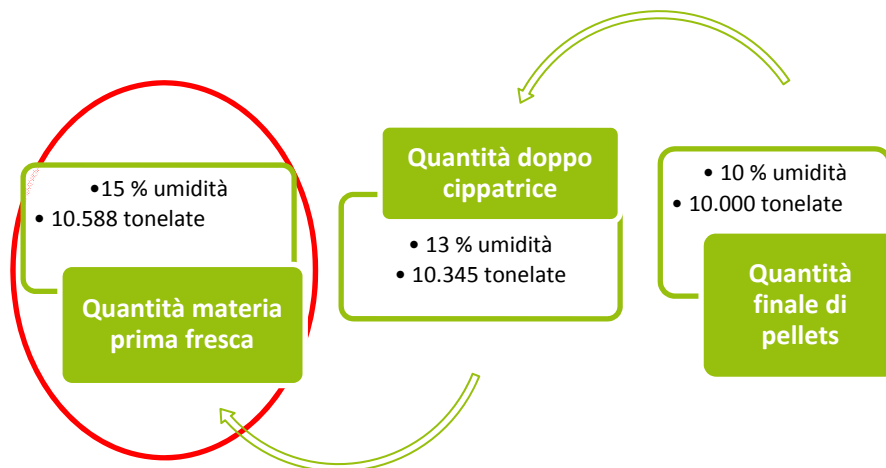 •15 % umidità
• 10.588 tonelate
Quantità materia
prima fresca
Quantità doppo
cippatrice
• 13 % umidità
• 10.345 tonelate
• 10 % umidità
• 10.000 tonelate
Quantità
finale di
pellets